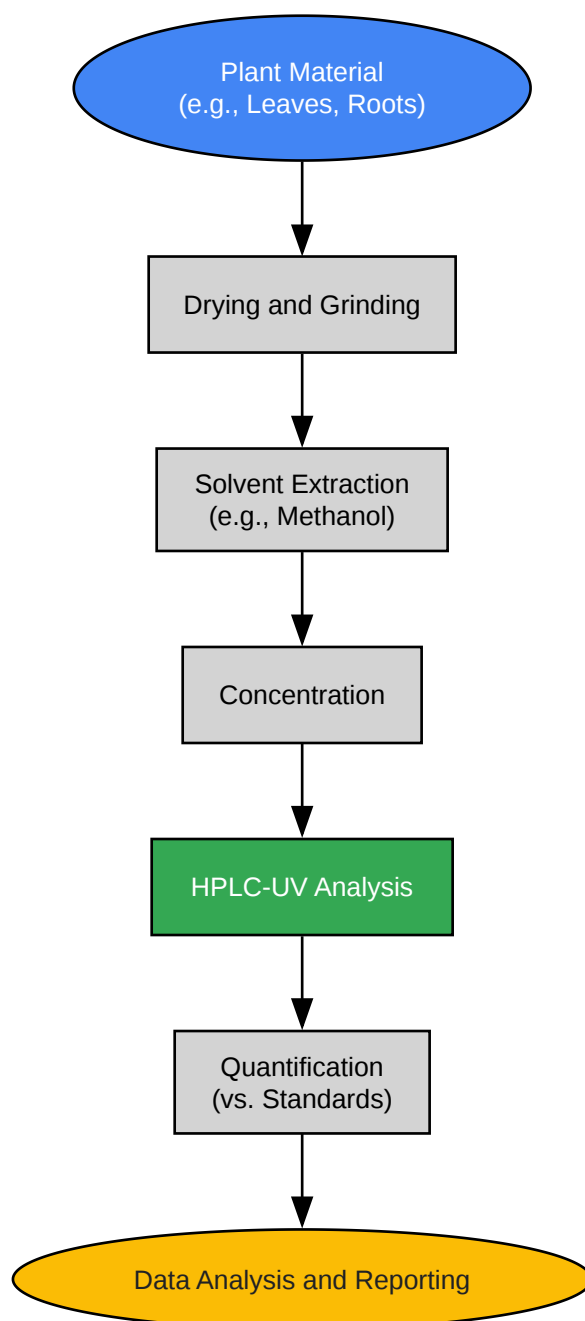 Plant Material
(e.g., Leaves, Roots)
Drying and Grinding
Solvent Extraction
(e.g., Methanol)
Concentration
HPLC-UV Analysis
Quantification
(vs. Standards)
Data Analysis and Reporting